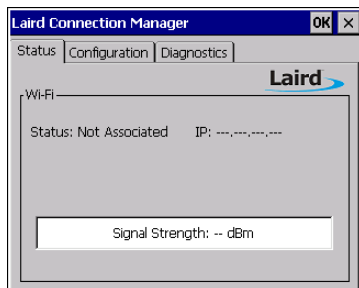 Laird Connection Manager OK ×
Status Configuration Diagnostics
Laird
Wi-Fi
Status: Not Associated IP: ---.---.---.---
Signal Strength: -- dBm